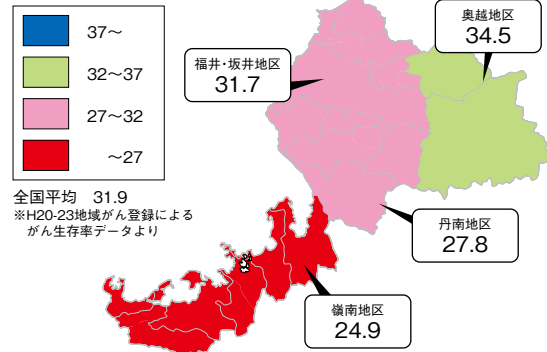 37～
32～37
27～32
～27
全国平均 31.9
※H20-23地域がん登録による
がん生存率データより
福井・坂井地区
31.7
奥越地区
34.5
丹南地区
27.8
嶺南地区
24.9